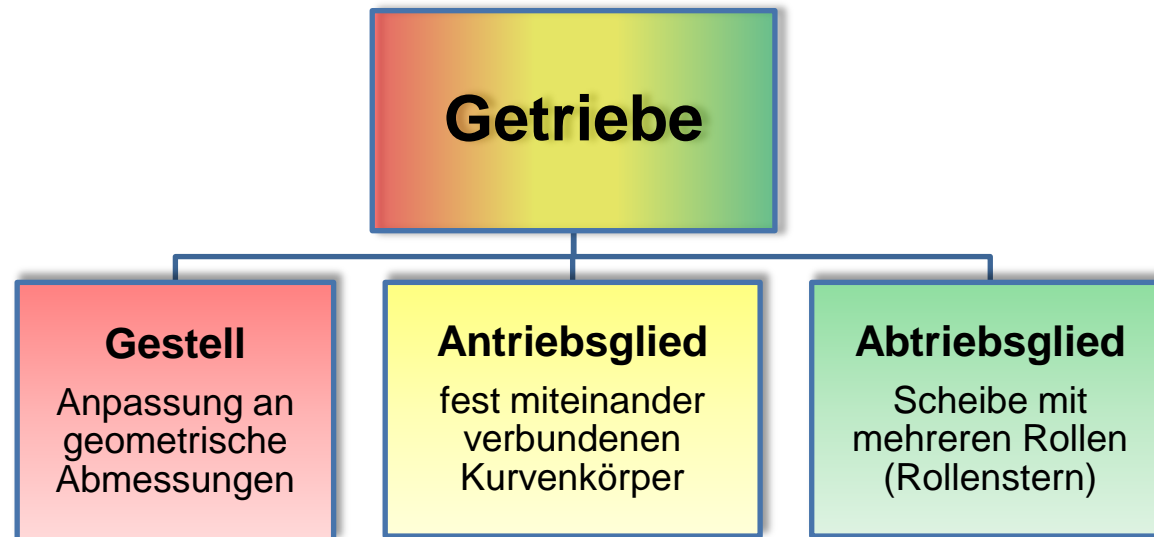 Getriebe
Gestell
Anpassung an
geometrische
Abmessungen
Antriebsglied
fest miteinander
verbundenen
Kurvenkörper
Abtriebsglied
Scheibe mit
mehreren Rollen
(Rollenstern)